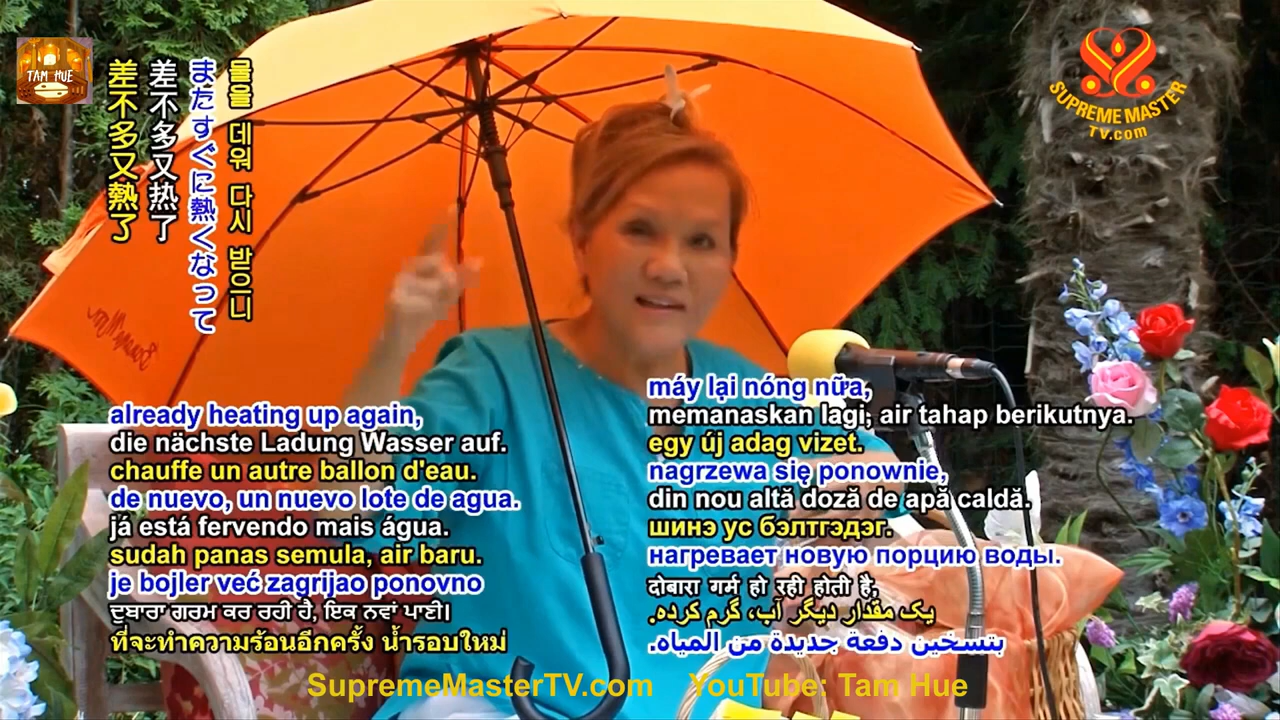 TAM HUE
SUPREME MASTER
TV.com
물을 데워 다시 받으니
またすぐに熱くなって
差不多又热了
差不多又熱了
already heating up again,
die nächste Ladung Wasser auf.
chauffe un autre ballon d'eau.
de nuevo, un nuevo lote de agua.
já está fervendo mais água.
sudah panas semula, air baru.
je bojler već zagrijao ponovno
ਦੁਬਾਰਾ ਗਰਮ ਕਰ ਰਹੀ ਹੈ, ਇਕ ਨਵਾਂ ਪਾਣੀ।
ที่จะทำความร้อนอีกครั้ง น้ำรอบใหม่
máy lại nóng nữa,
memanaskan lagi, air tahap berikutnya.
egy új adag vizet.
nagrzewa się ponownie,
din nou altă doză de apă caldă.
шинэ ус бэлтгэдэг.
нагревает новую порцию воды.
दोबारा गर्म हो रही होती है,
یک مقدار دیگر آب، گرم کرده.
بتسخين دفعة جديدة من المياه.
SupremeMasterTV.com YouTube: Tam Hue